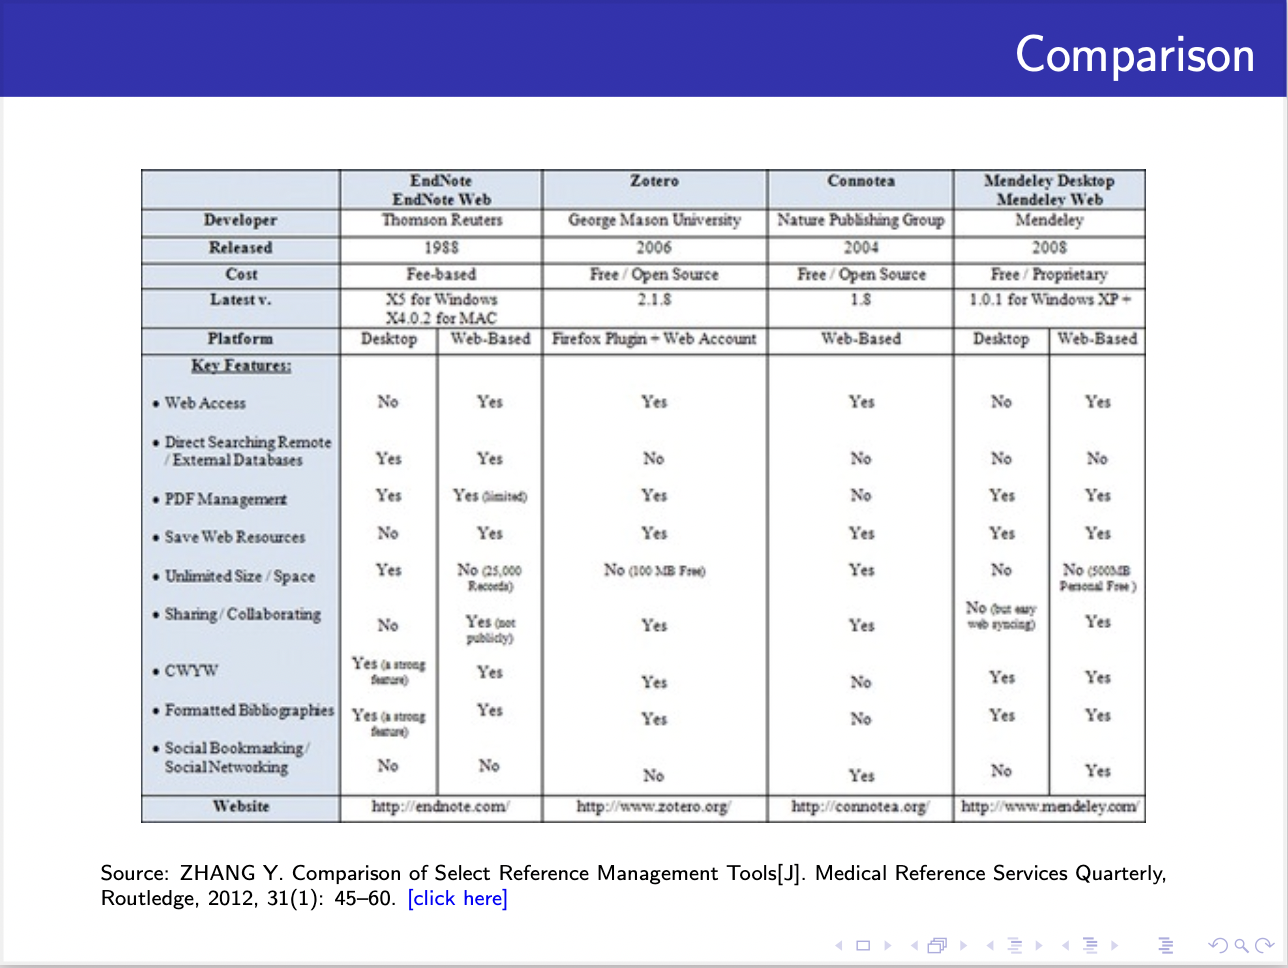 Comparison
EndNote
EndNote Web
Zotero
Connotea
Mendeley Desktop
Mendeley Web
Developer Thomson Reuters George Mason University Nature Publishing Group Mendeley
Released 1988 2006 2004 2008
Cost Fee-based Free / Open Source Free / Open Source Free / Proprietary
Latest v. X5 for Windows 2.1.8 1.8 1.0.1 for Windows XP +
X4.0.2 for MAC
Platform Desktop Web-Based Firefox Plugin + Web Account Web-Based Desktop Web-Based
Key Features:
• Web Access No Yes Yes Yes No Yes
• Direct Searching Remote
/ External Databases Yes Yes No No No No
• PDF Management Yes Yes (limited) Yes No Yes Yes
• Save Web Resources No Yes Yes Yes Yes Yes
• Unlimited Size / Space Yes No (25,000 No (100 MB Free) Yes No No (500MB
Records) Personal Free )
• Sharing / Collaborating No Yes (not Yes Yes No (but easy Yes
publicly) web syncing)
• CWYW Yes (a strong Yes Yes No Yes Yes
feature)
• Formatted Bibliographies Yes (a strong Yes Yes No Yes Yes
feature)
• Social Bookmarking /
Social Networking No No No Yes No Yes
Website http://endnote.com/ http://www.zotero.org/ http://connotea.org/ http://www.mendeley.com/
Source: ZHANG Y. Comparison of Select Reference Management Tools[J]. Medical Reference Services Quarterly,
Routledge, 2012, 31(1): 45–60. [click here]